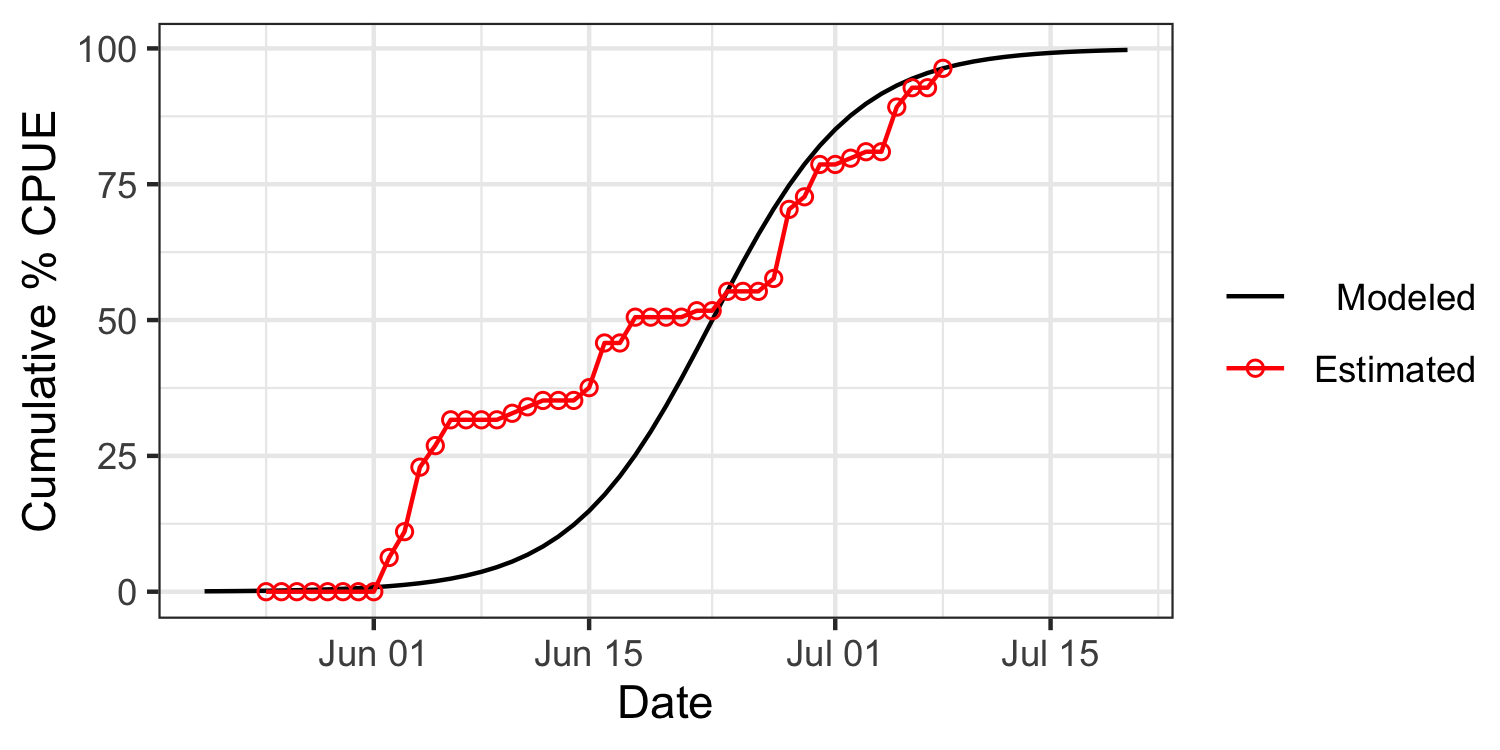 Cumulative % CPUE
100
75
50
25
0
Jun 01
Jun 15
Jul 01
Jul 15
Date
Modeled
Estimated